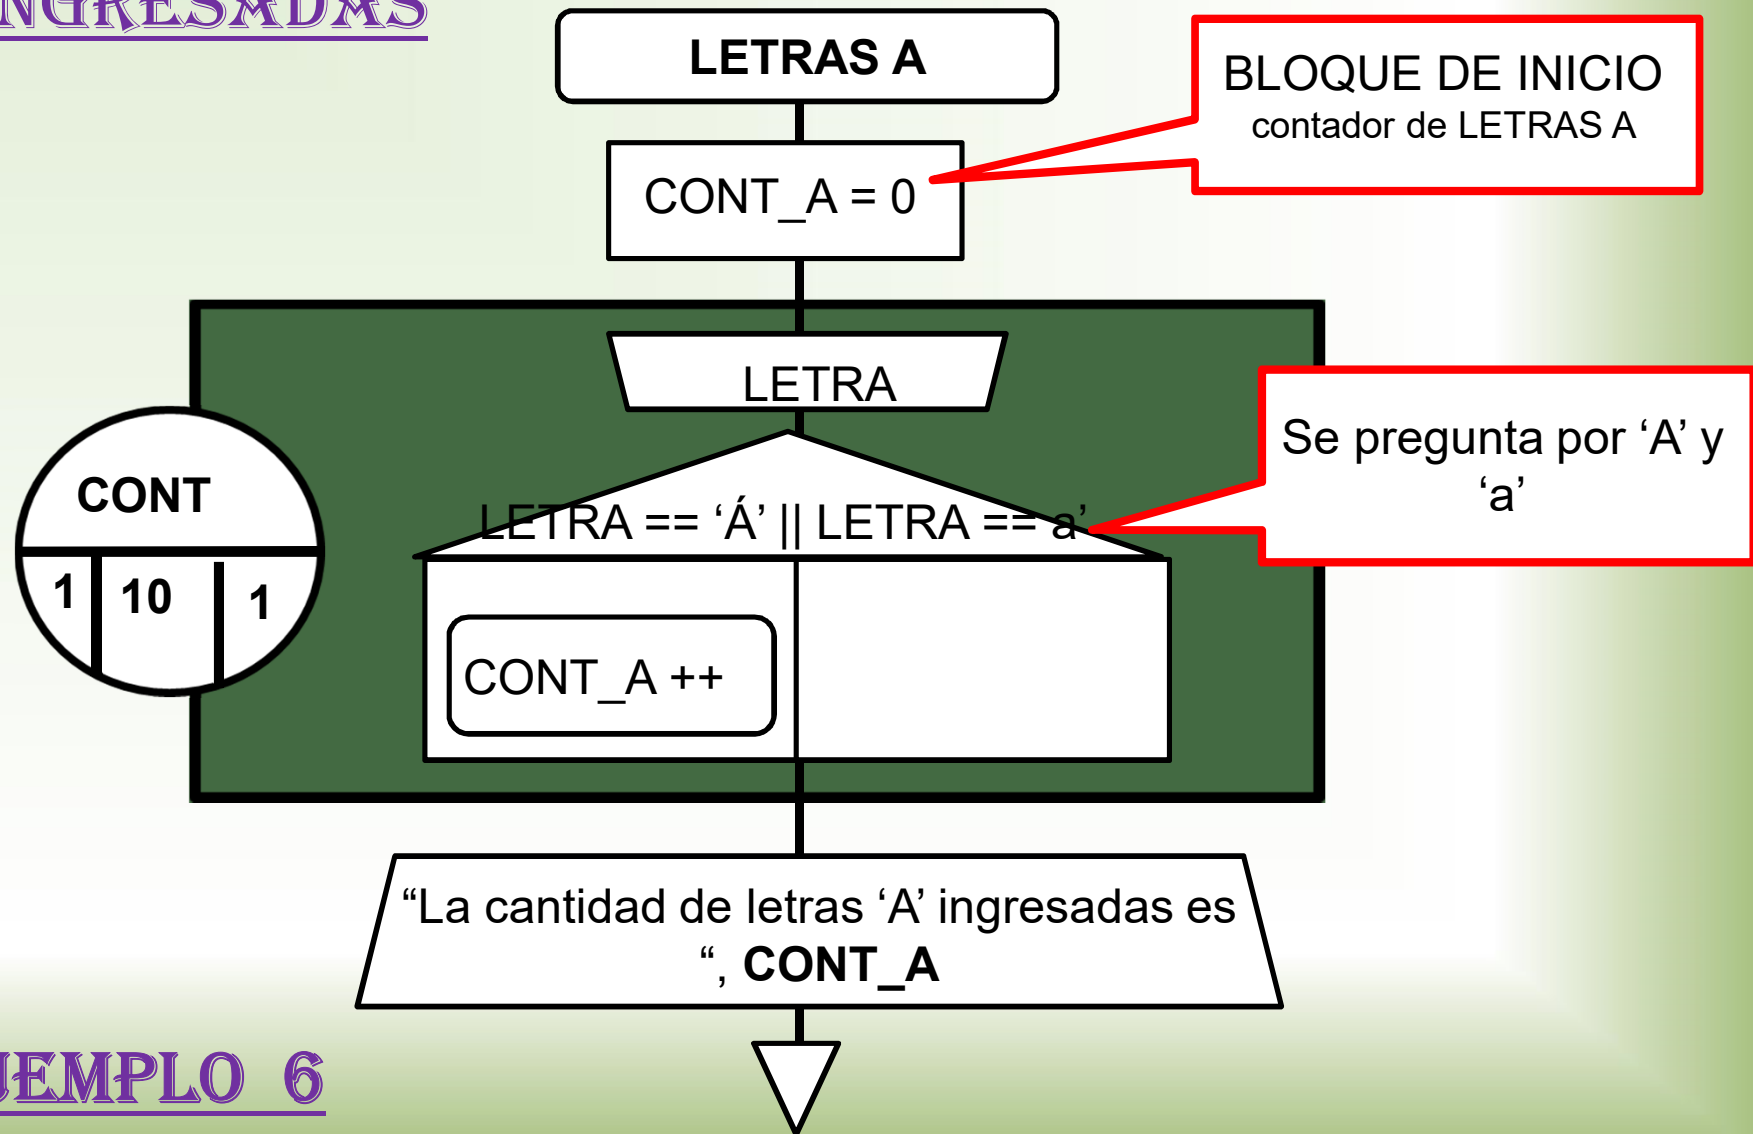 INGRESADAS
LETRAS A
BLOQUE DE INICIO
contador de LETRAS A
CONT_A = 0
LETRA
Se pregunta por ‘A’ y
‘a’
LETRA == ‘Á’ || LETRA == a’
CONT
1 10 1
CONT_A ++
“La cantidad de letras ‘A’ ingresadas es
“, CONT_A
JEMPLO 6